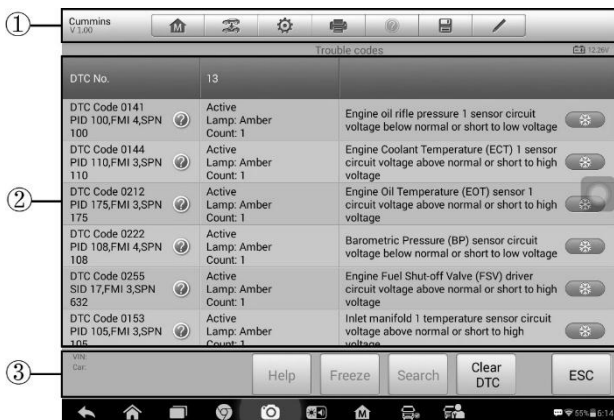 ①
Cummins
V 1.00
Trouble codes
12.26V
②
DTC No.
13
DTC Code 0141
PID 100,FMI 4,SPN
100
Active
Lamp: Amber
Count: 1
Engine oil rifle pressure 1 sensor circuit
voltage below normal or short to low voltage
DTC Code 0144
PID 110,FMI 3,SPN
110
Active
Lamp: Amber
Count: 1
Engine Coolant Temperature (ECT) 1 sensor
circuit voltage above normal or short to high
voltage
DTC Code 0212
PID 175,FMI 3,SPN
175
Active
Lamp: Amber
Count: 1
Engine Oil Temperature (EOT) sensor 1
circuit voltage above normal or short to high
voltage
DTC Code 0222
PID 108,FMI 4,SPN
108
Active
Lamp: Amber
Count: 1
Barometric Pressure (BP) sensor circuit
voltage below normal or short to low voltage
DTC Code 0255
SID 17,FMI 3,SPN
632
Active
Lamp: Amber
Count: 1
Engine Fuel Shut-off Valve (FSV) driver
circuit voltage above normal or short to high
voltage
DTC Code 0153
PID 105,FMI 3,SPN
105
Active
Lamp: Amber
Count: 1
Inlet manifold 1 temperature sensor circuit
voltage above normal or short to high
voltage
③
VIN:
Car:
Help
Freeze
Search
Clear
DTC
ESC
55%
5:14